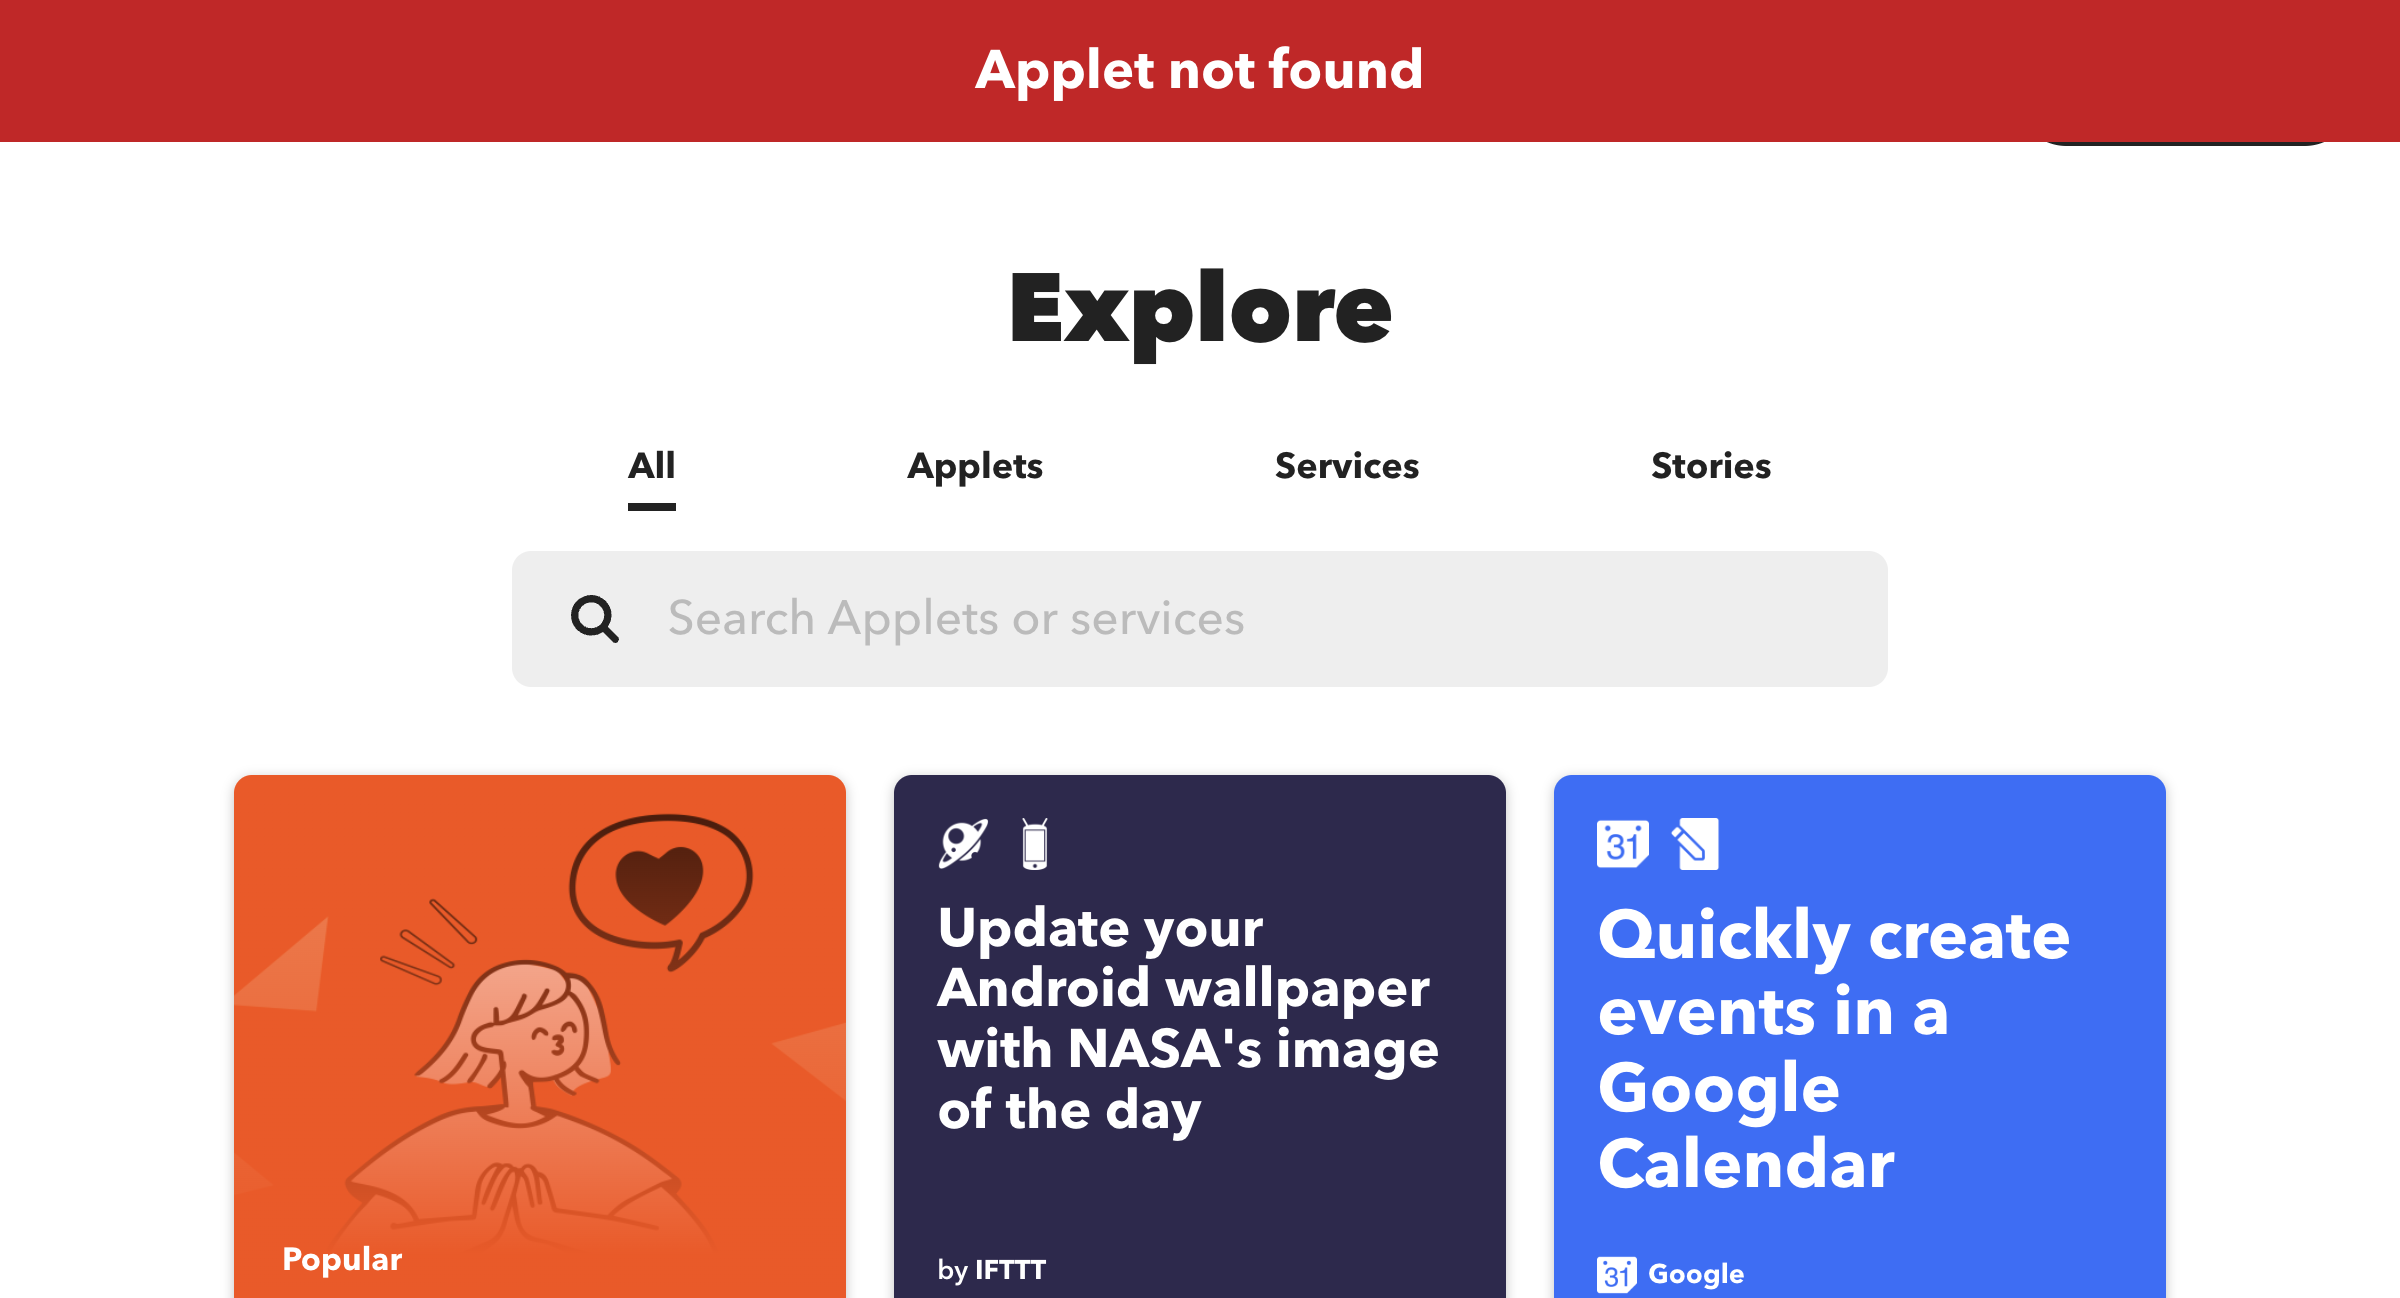 Applet not found
Explore
All
Applets
Services
Stories
Search Applets or services
Popular
Update your
Android wallpaper
with NASA's image
of the day
by IFTTT
31
Quickly create
events in a
Google
Calendar
31 Google